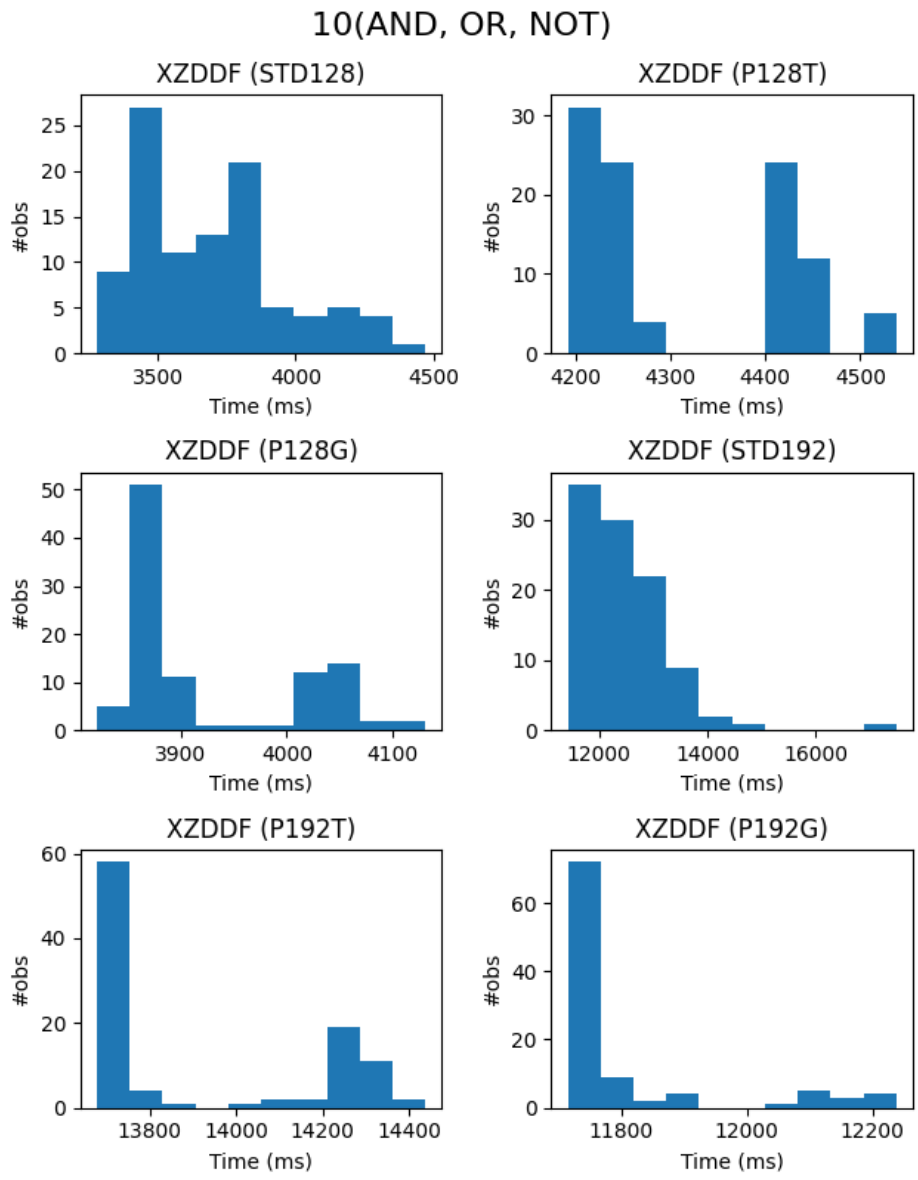 10(AND, OR, NOT)
XZDDF (STD128)
25
20
15
10
5
0
#obs
3500
4000
4500
Time (ms)
XZDDF (P128T)
30
20
10
0
#obs
4200
4300
4400
4500
Time (ms)
XZDDF (P128G)
50
40
30
20
10
0
#obs
3900
4000
4100
Time (ms)
XZDDF (STD192)
30
20
10
0
#obs
12000
14000
16000
Time (ms)
XZDDF (P192T)
60
40
20
0
#obs
13800
14000
14200
14400
Time (ms)
XZDDF (P192G)
60
40
20
0
#obs
11800
12000
12200
Time (ms)